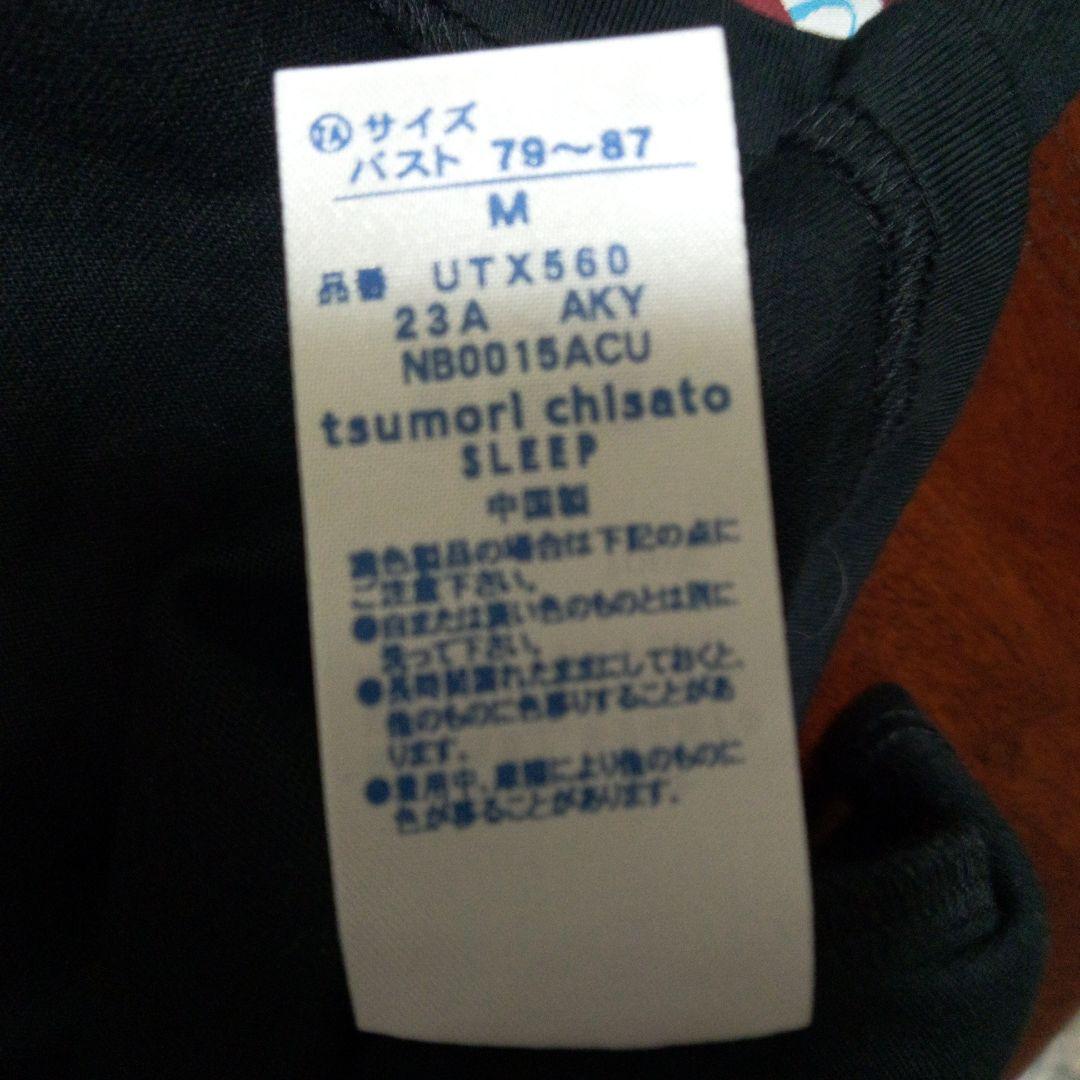 TA サイズ
バスト 79～87
M
品番 UTX560
23A AKY
NB0015ACU
tsumori chisato
SLEEP
中国製
濃色製品の場合は下記の点に
ご注意下さい。
●白または淡い色のものとは別に
洗って下さい。
●長時間濡れたままにしておくと、
他のものに色移りすることがあ
ります。
●着用中、摩擦により他のものに
色が移ることがあります。